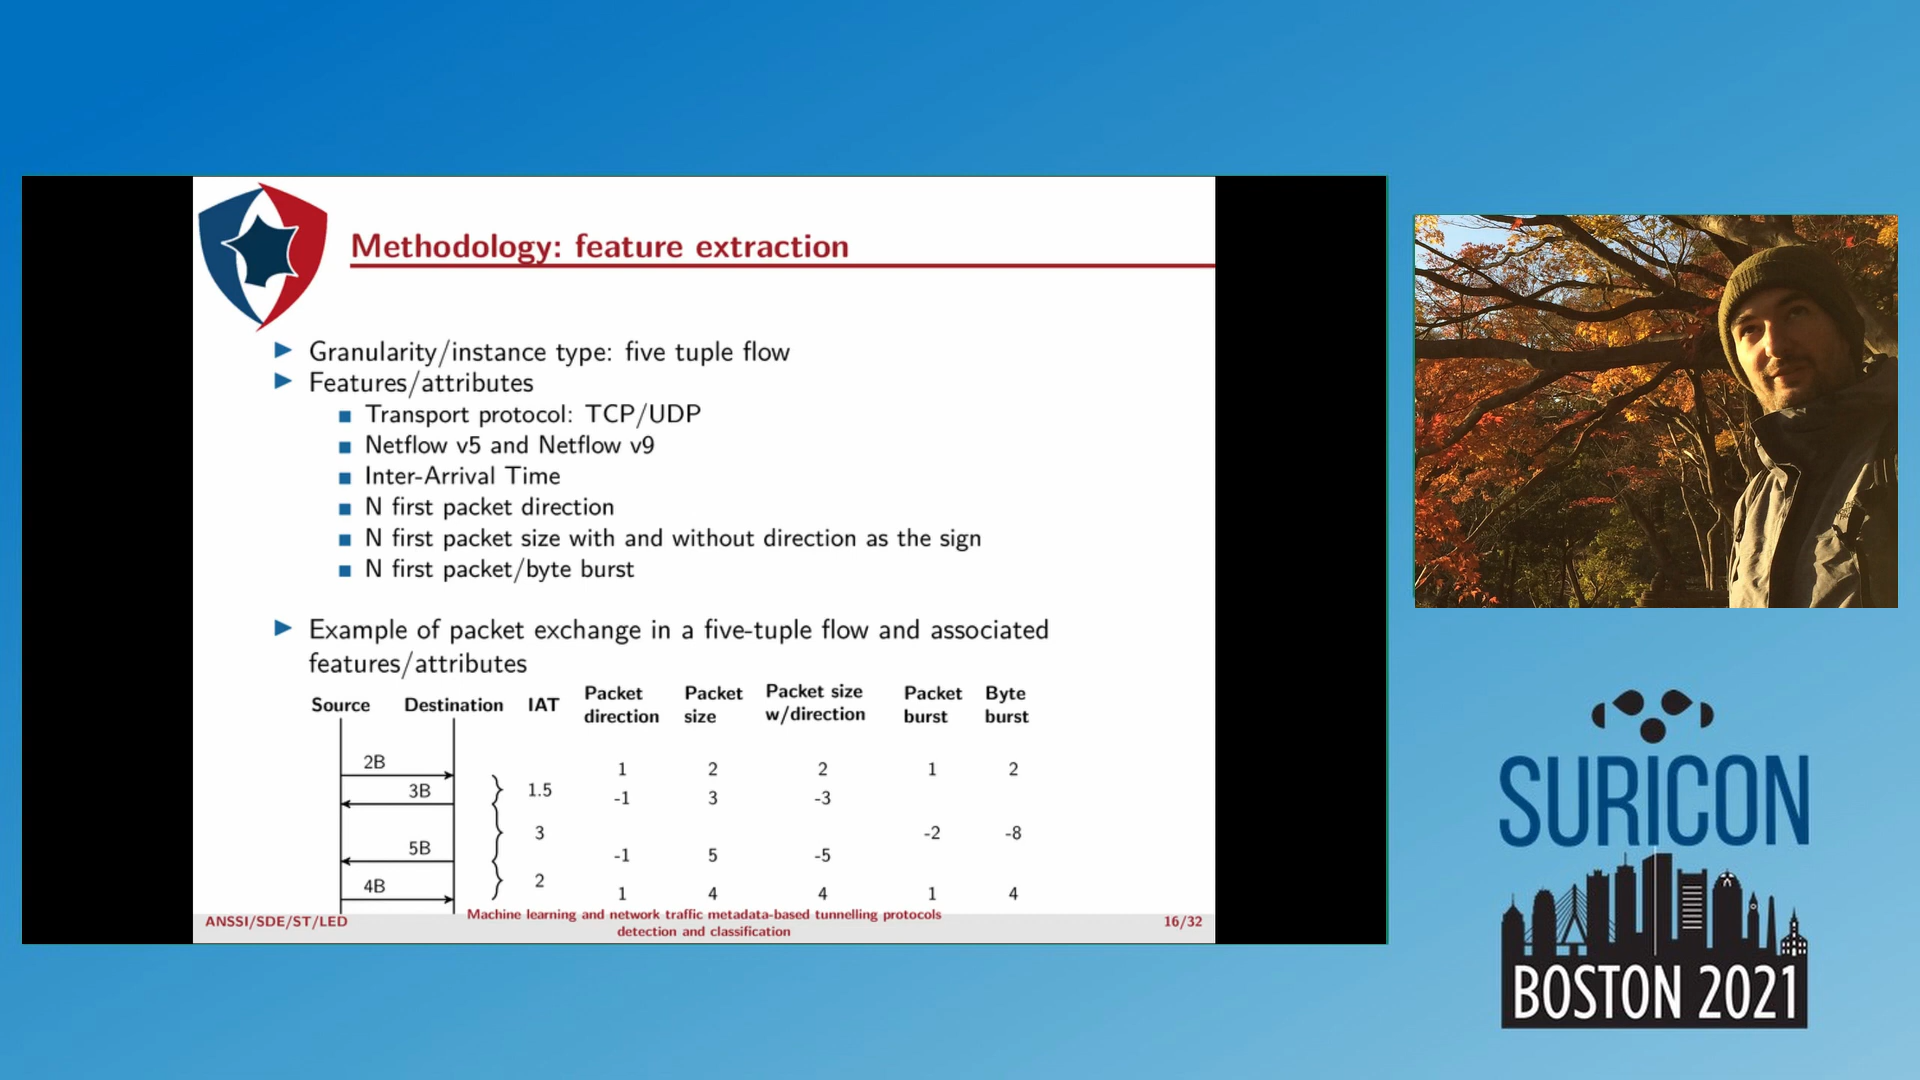 Methodology: feature extraction
Granularity/instance type: five tuple flow
Features/attributes
Transport protocol: TCP/UDP
Netflow v5 and Netflow v9
Inter-Arrival Time
N first packet direction
N first packet size with and without direction as the sign
N first packet/byte burst
Example of packet exchange in a five-tuple flow and associated
features/attributes
Source Destination IAT Packet direction Packet size Packet size w/direction Packet burst Byte burst
2B 1 2 2 1 2
1.5
3B -1 3 -3
3 -2 -8
5B -1 5 -5
2
4B 1 4 4 1 4
ANSSI/SDE/ST/LED
Machine learning and network traffic metadata-based tunnelling protocols
detection and classification
16/32
SURICON
BOSTON 2021